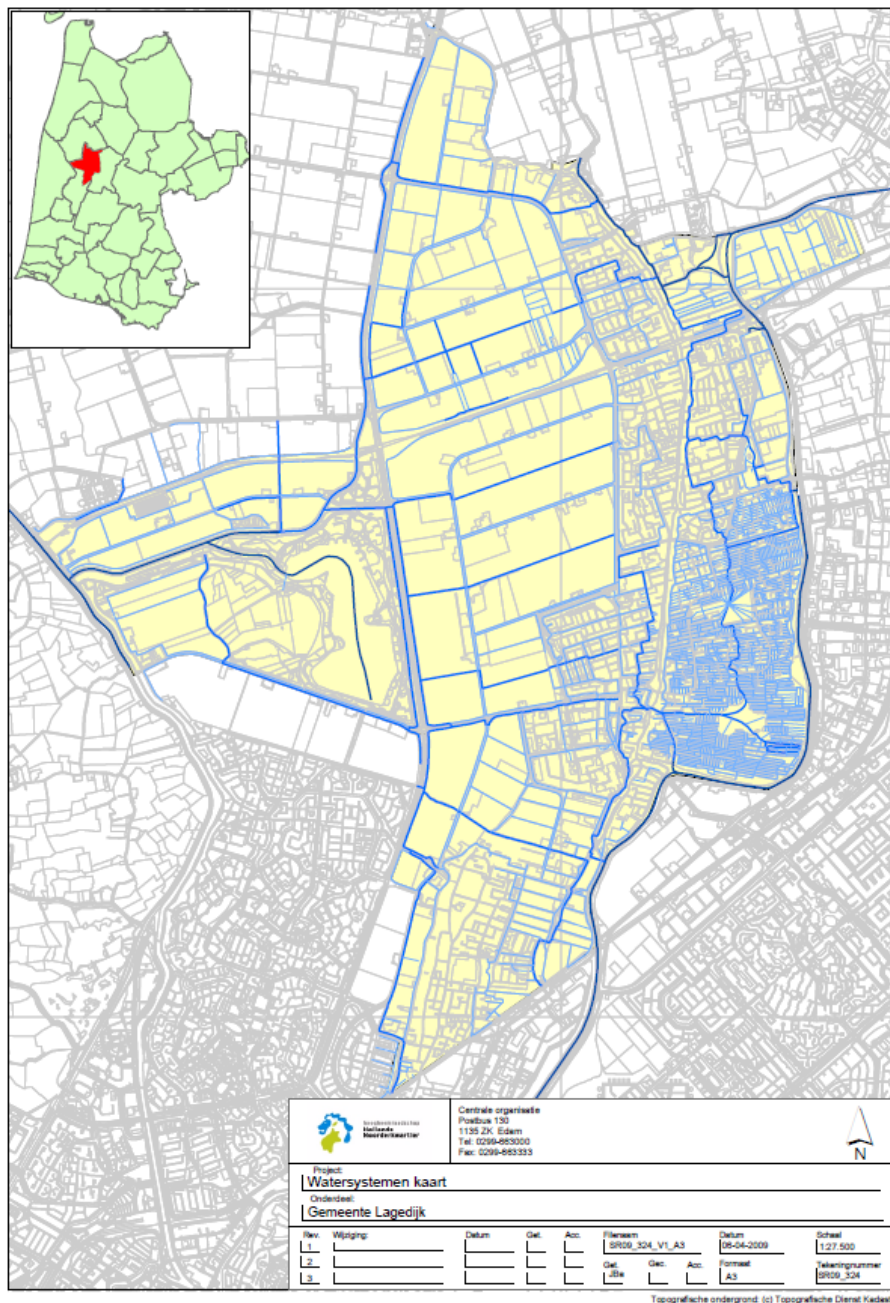 hoogheemraadschap
Hollands
Noorderkwartier
Centrale organisatie
Postbus 130
1135 ZK Edam
Tel: 0299-663000
Fax: 0299-663333
N
Project:
Watersystemen kaart
Onderdeel:
Gemeente Lagedijk
Rev. Wijziging: Datum Get. Acc. Filenaam Datum Schaal
1 SR09_324_V1_A3 06-04-2009 1:27.500
2 Get. Gec. Acc. Formaat Tekeningnummer
3 JBe A3 SR09_324
Topografische ondergrond: (c) Topografische Dienst Kadast